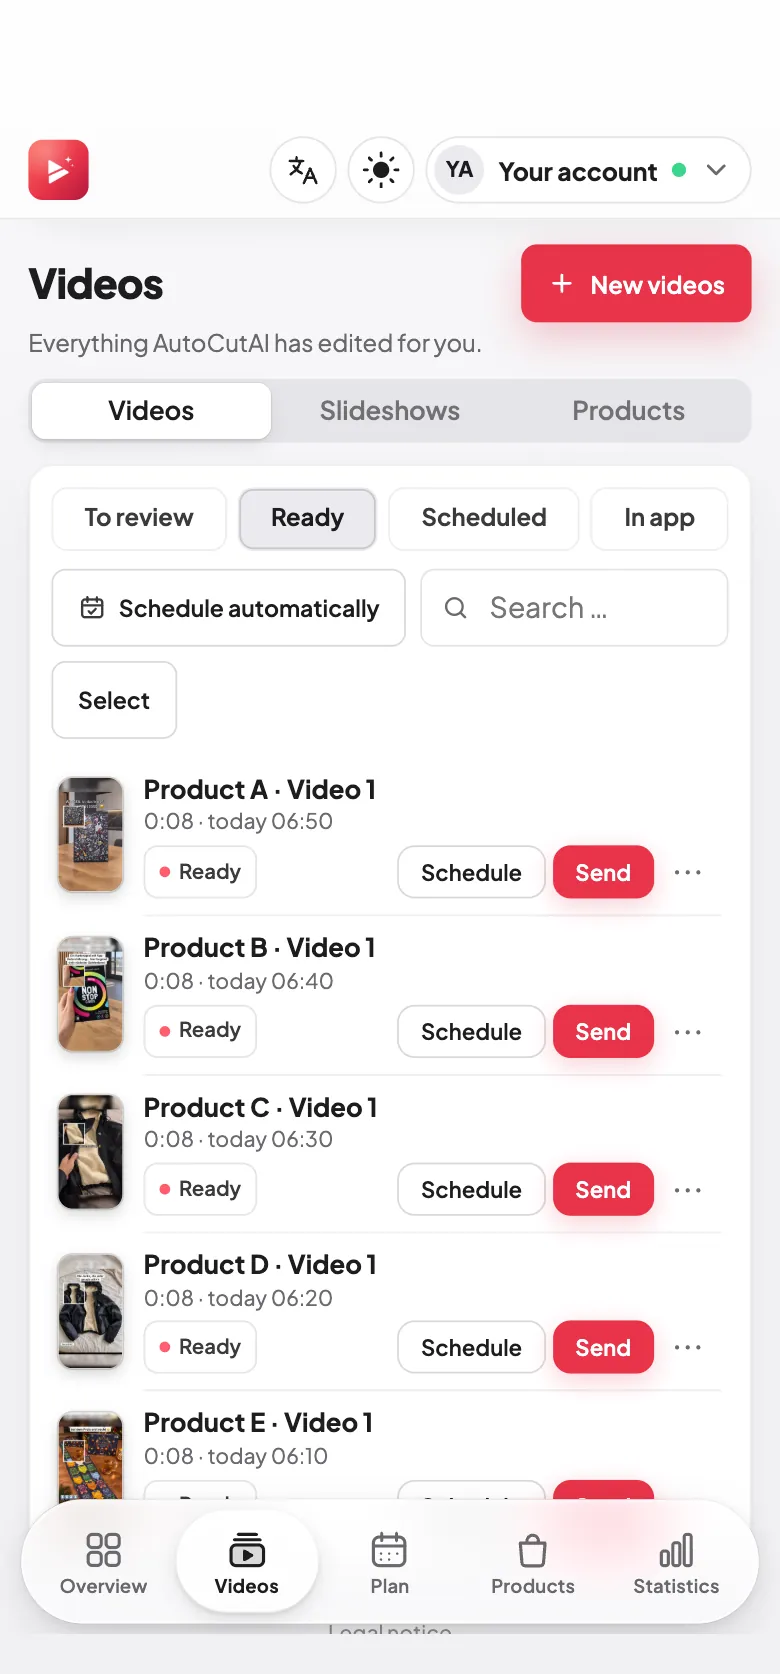 YA Your account
Videos
+ New videos
Everything AutoCutAI has edited for you.
Videos Slideshows Products
To review Ready Scheduled In app
Schedule automatically Search ...
Select
Product A · Video 1
0:08 · today 06:50
Ready Schedule Send ···
Product B · Video 1
0:08 · today 06:40
NON STOP
Ready Schedule Send ···
Product C · Video 1
0:08 · today 06:30
Ready Schedule Send ···
Product D · Video 1
0:08 · today 06:20
Ready Schedule Send ···
Product E · Video 1
0:08 · today 06:10
Overview Videos Plan Products Statistics
Legal notice